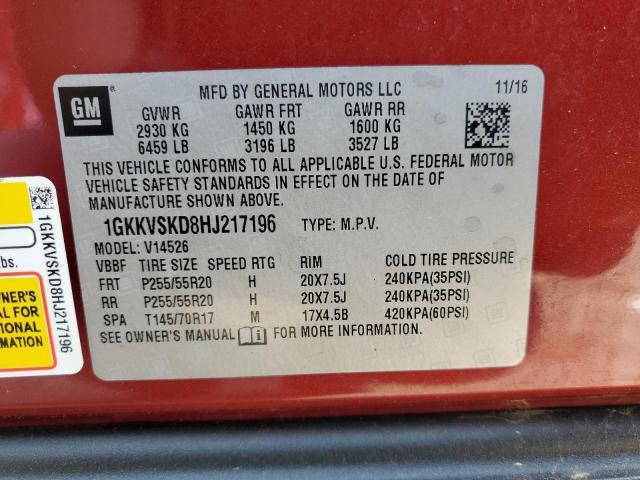 GM
MFD BY GENERAL MOTORS LLC 11/16
GVWR GAWR FRT GAWR RR
2930 KG 1450 KG 1600 KG
6459 LB 3196 LB 3527 LB
THIS VEHICLE CONFORMS TO ALL APPLICABLE U.S. FEDERAL MOTOR
VEHICLE SAFETY STANDARDS IN EFFECT ON THE DATE OF
MANUFACTURE SHOWN ABOVE.
1GKKVSKD8HJ217196 TYPE: M.P.V.
MODEL: V14526
VBBF TIRE SIZE SPEED RTG RIM COLD TIRE PRESSURE
FRT P255/55R20 H 20X7.5J 240KPA(35PSI)
RR P255/55R20 H 20X7.5J 240KPA(35PSI)
SPA T145/70R17 M 17X4.5B 420KPA(60PSI)
SEE OWNER'S MANUAL FOR MORE INFORMATION.
1GKKVSKD8HJ217196
lbs.
WNER'S
AL FOR
TIONAL
MATION